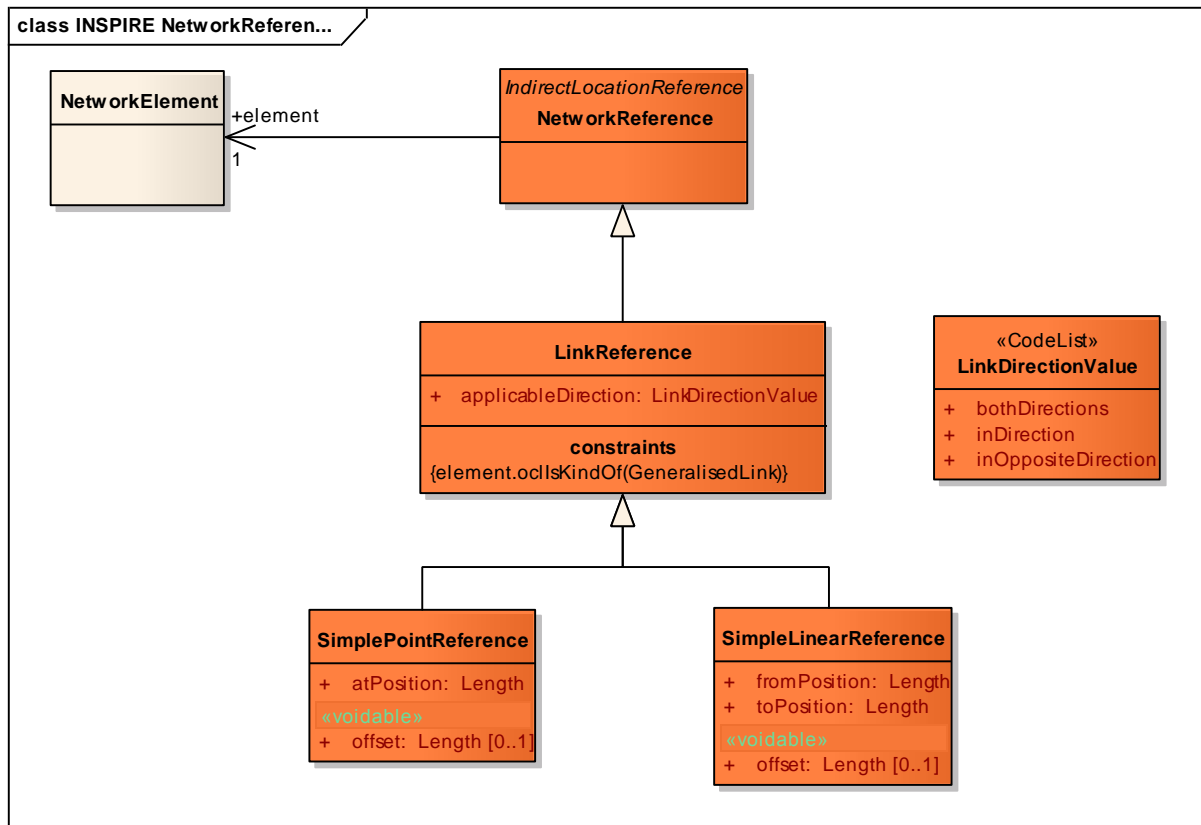 class INSPIRE NetworkReferen...
NetworkElement
+element
1
IndirectLocationReference
NetworkReference
LinkReference
+ applicableDirection: LinkDirectionValue
constraints
{element.oclIsKindOf(GeneralisedLink)}
«CodeList»
LinkDirectionValue
+ bothDirections
+ inDirection
+ inOppositeDirection
SimplePointReference
+ atPosition: Length
«voidable»
+ offset: Length [0..1]
SimpleLinearReference
+ fromPosition: Length
+ toPosition: Length
«voidable»
+ offset: Length [0..1]